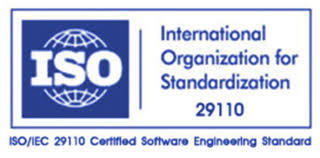 ISO
International
Organization for
Standardization
29110
ISO/IEC 29110 Certified Software Engineering Standard